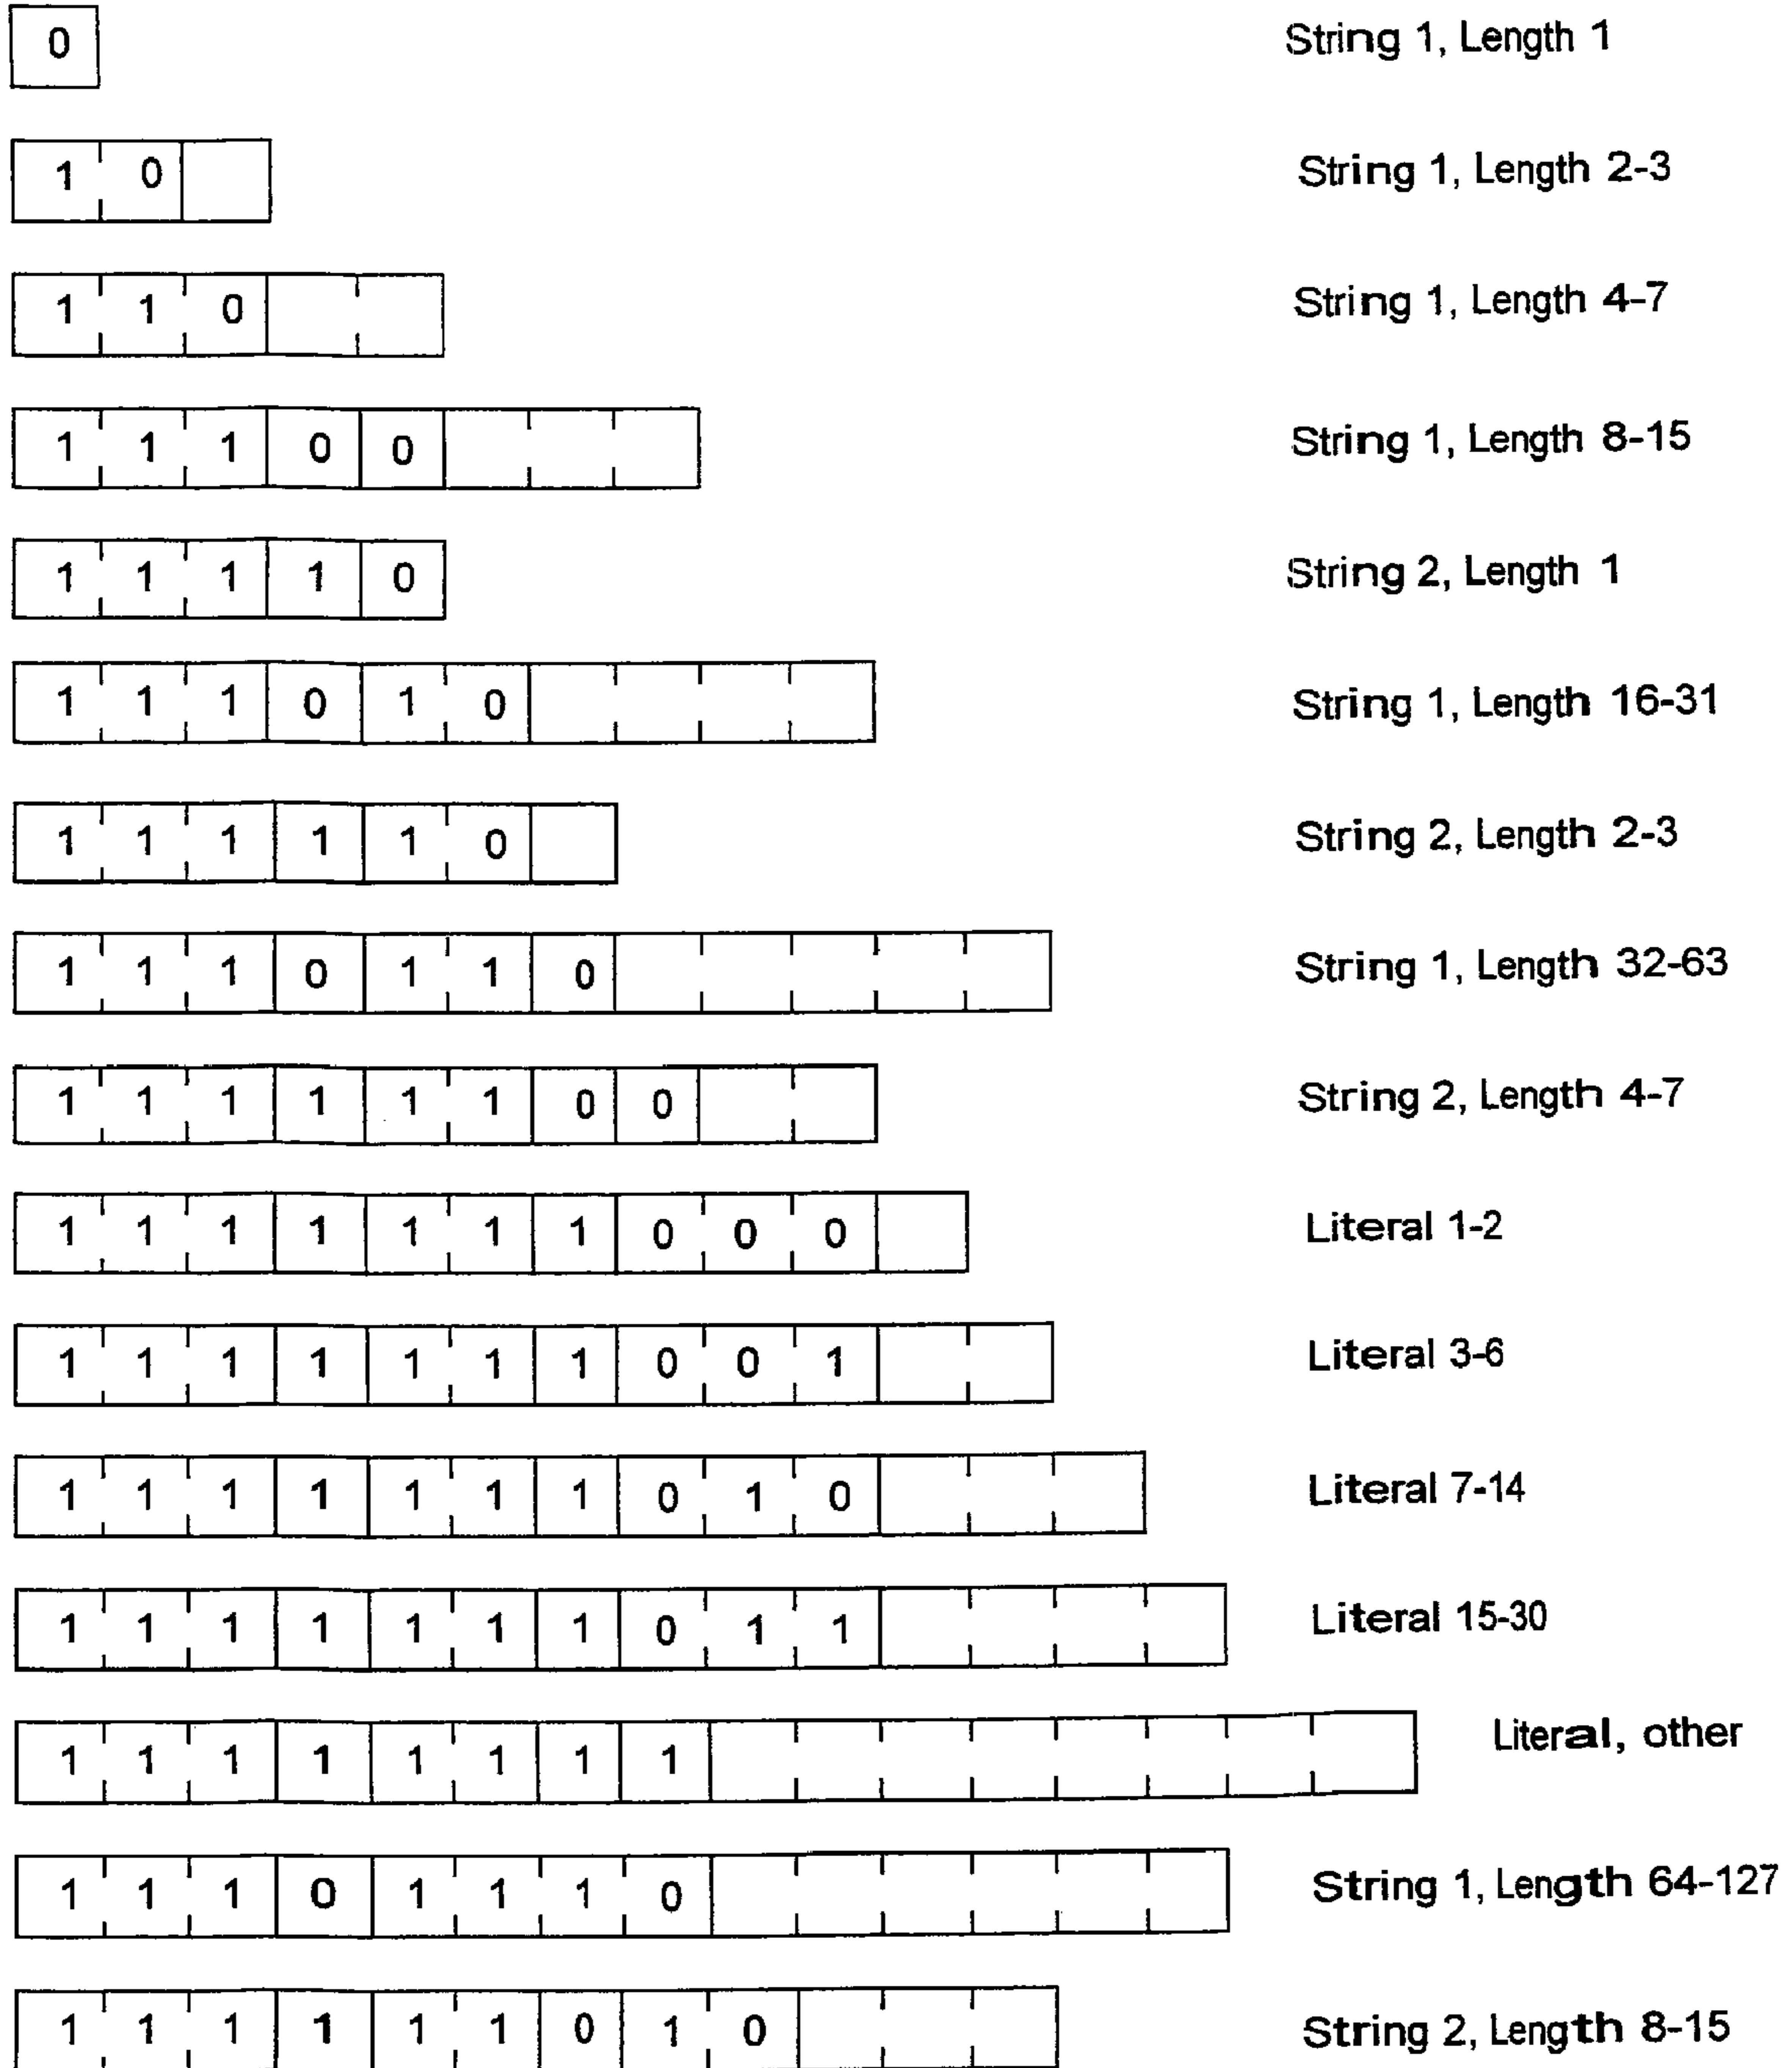 0 String 1, Length 1
1 0 String 1, Length 2-3
1 1 0 String 1, Length 4-7
1 1 1 0 0 String 1, Length 8-15
1 1 1 1 0 String 2, Length 1
1 1 1 0 1 0 String 1, Length 16-31
1 1 1 1 1 0 String 2, Length 2-3
1 1 1 0 1 1 0 String 1, Length 32-63
1 1 1 1 1 1 0 0 String 2, Length 4-7
1 1 1 1 1 1 1 0 0 0 Literal 1-2
1 1 1 1 1 1 1 0 0 1 Literal 3-6
1 1 1 1 1 1 1 0 1 0 Literal 7-14
1 1 1 1 1 1 1 0 1 1 Literal 15-30
1 1 1 1 1 1 1 1 Literal, other
1 1 1 0 1 1 1 0 String 1, Length 64-127
1 1 1 1 1 1 0 1 0 String 2, Length 8-15